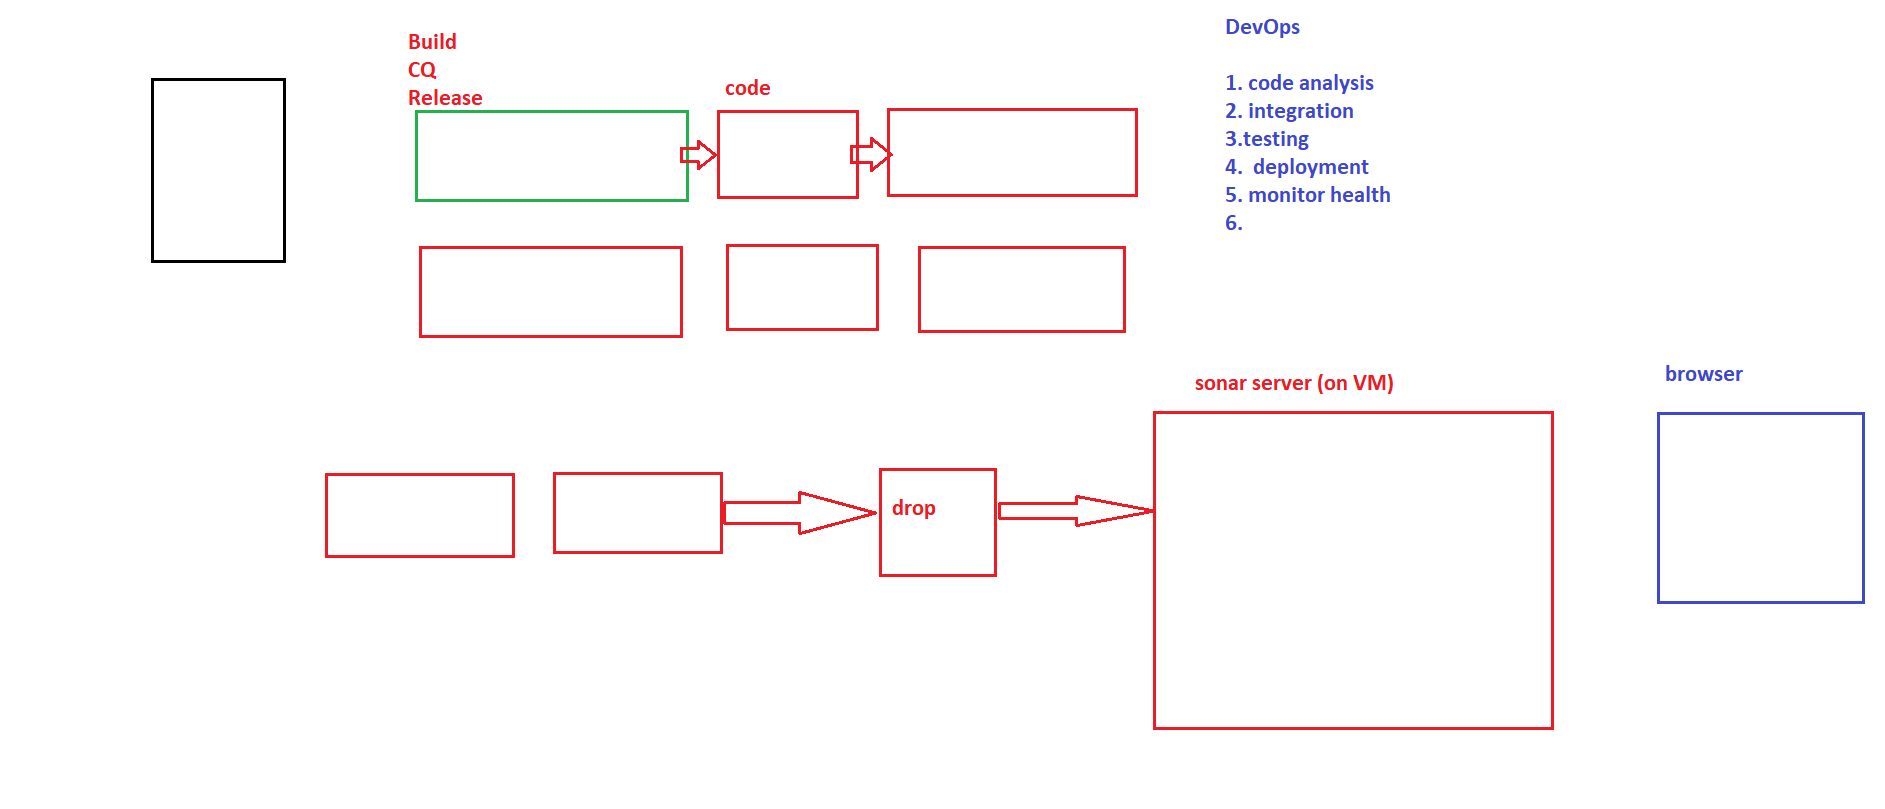 Build
CQ
Release
code
DevOps
1. code analysis
2. integration
3.testing
4.  deployment
5. monitor health
6.
sonar server (on VM)
browser
drop